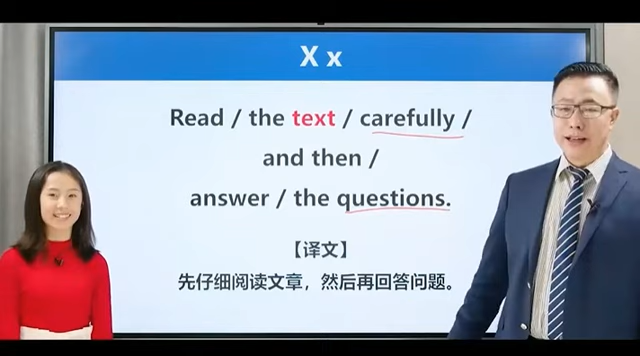 X x
Read / the text / carefully /
and then /
answer / the questions.
【译文】
先仔细阅读文章，然后再回答问题。